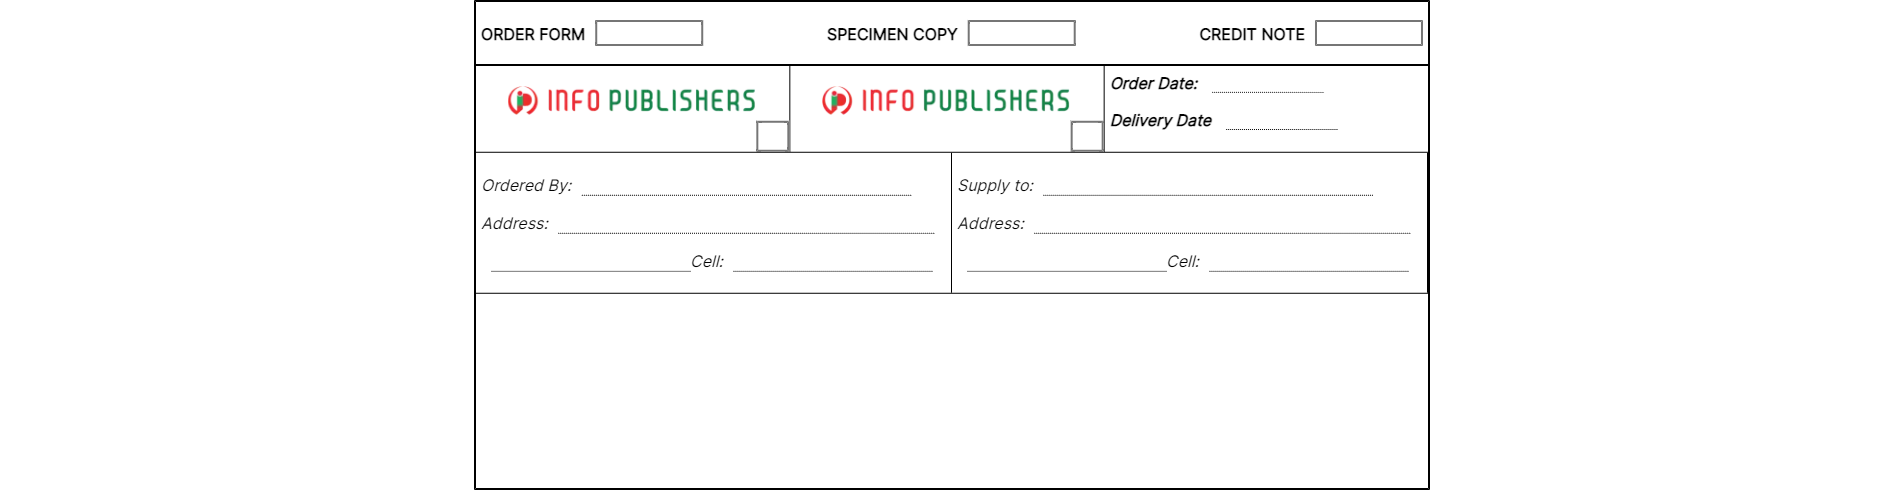 ORDER FORM SPECIMEN COPY CREDIT NOTE
INFO PUBLISHERS INFO PUBLISHERS Order Date:
Delivery Date
Ordered By: Supply to:
Address: Address:
Cell: Cell: